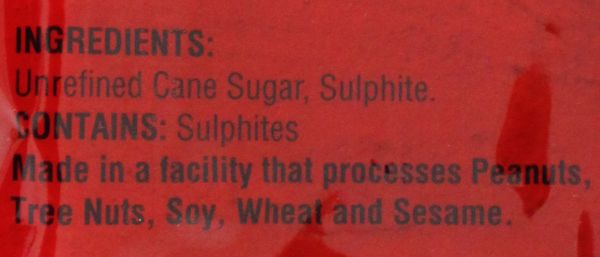 INGREDIENTS:
Unrefined Cane Sugar, Sulphite.
CONTAINS: Sulphites
Made in a facility that processes Peanuts,
Tree Nuts, Soy, Wheat and Sesame.